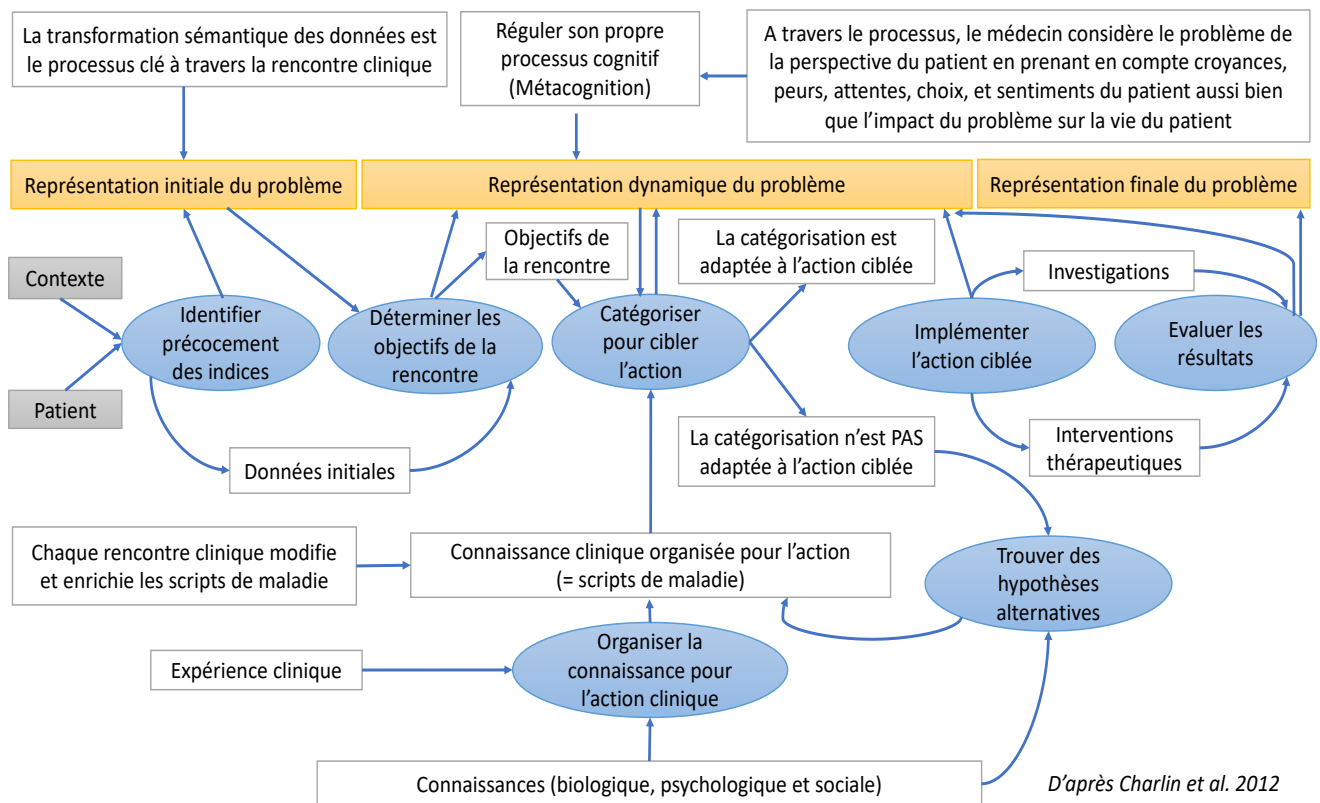 La transformation sémantique des données est
le processus clé à travers la rencontre clinique
Réguler son propre
processus cognitif
(Métacognition)
A travers le processus, le médecin considère le problème de
la perspective du patient en prenant en compte croyances,
peurs, attentes, choix, et sentiments du patient aussi bien
que l'impact du problème sur la vie du patient
Représentation initiale du problème
Représentation dynamique du problème
Représentation finale du problème
Contexte
Patient
Identifier
précocement
des indices
Déterminer les
objectifs de la
rencontre
Objectifs de
la rencontre
Catégoriser
pour cibler
l'action
La catégorisation est
adaptée à l'action ciblée
La catégorisation n'est PAS
adaptée à l'action ciblée
Implémenter
l'action ciblée
Investigations
Interventions
thérapeutiques
Evaluer les
résultats
Données initiales
Chaque rencontre clinique modifie
et enrichie les scripts de maladie
Connaissance clinique organisée pour l'action
(= scripts de maladie)
Trouver des
hypothèses
alternatives
Expérience clinique
Organiser la
connaissance pour
l'action clinique
Connaissances (biologique, psychologique et sociale)
D'après Charlin et al. 2012